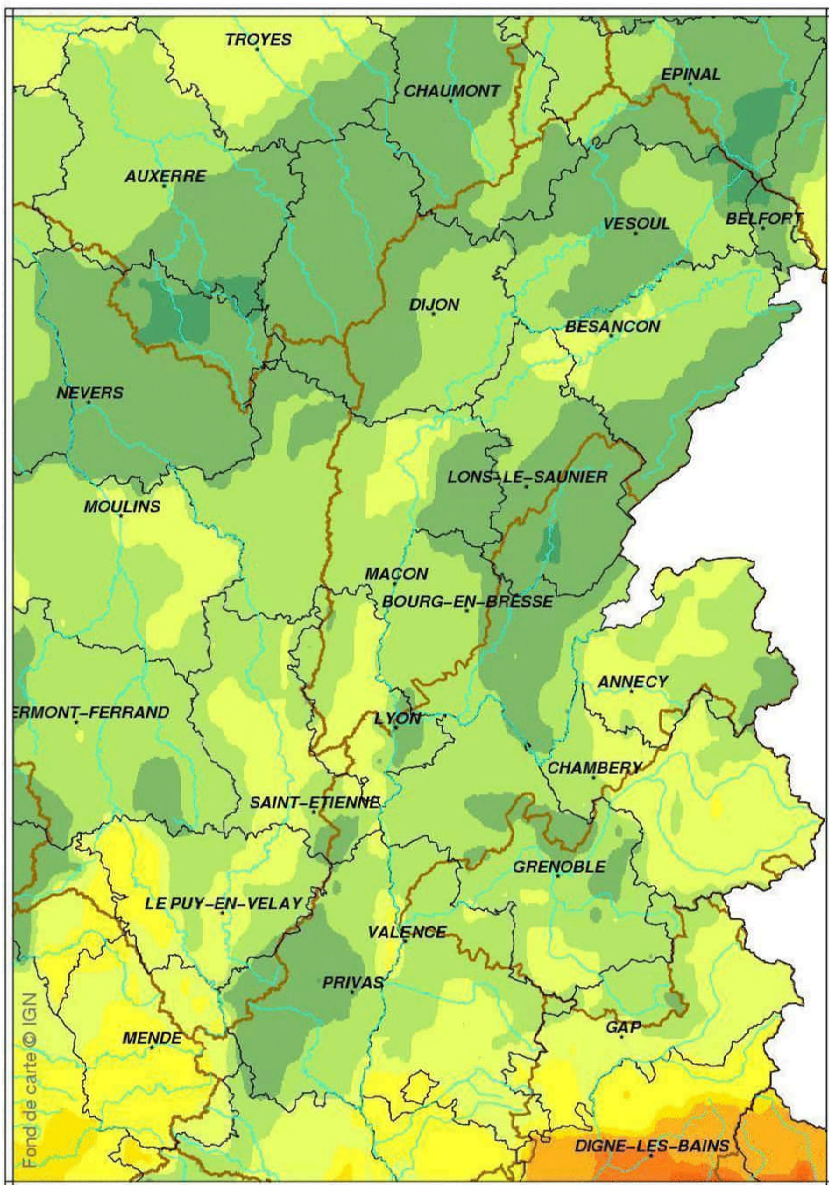 TROYES
EPINAL
CHAUMONT
AUXERRE
VESOUL
BELFORT
DIJON
BESANCON
NEVERS
LONS-LE-SAUNIER
MOULINS
MACON
BOURG-EN-BRESSE
ANNECY
ERMONT-FERRAND
LYON
CHAMBERY
SAINT-ETIENNE
GRENOBLE
LE PUY-EN-VELAY
VALENCE
PRIVAS
GAP
MENDE
DIGNE-LES-BAINS
Fond de carte © IGN